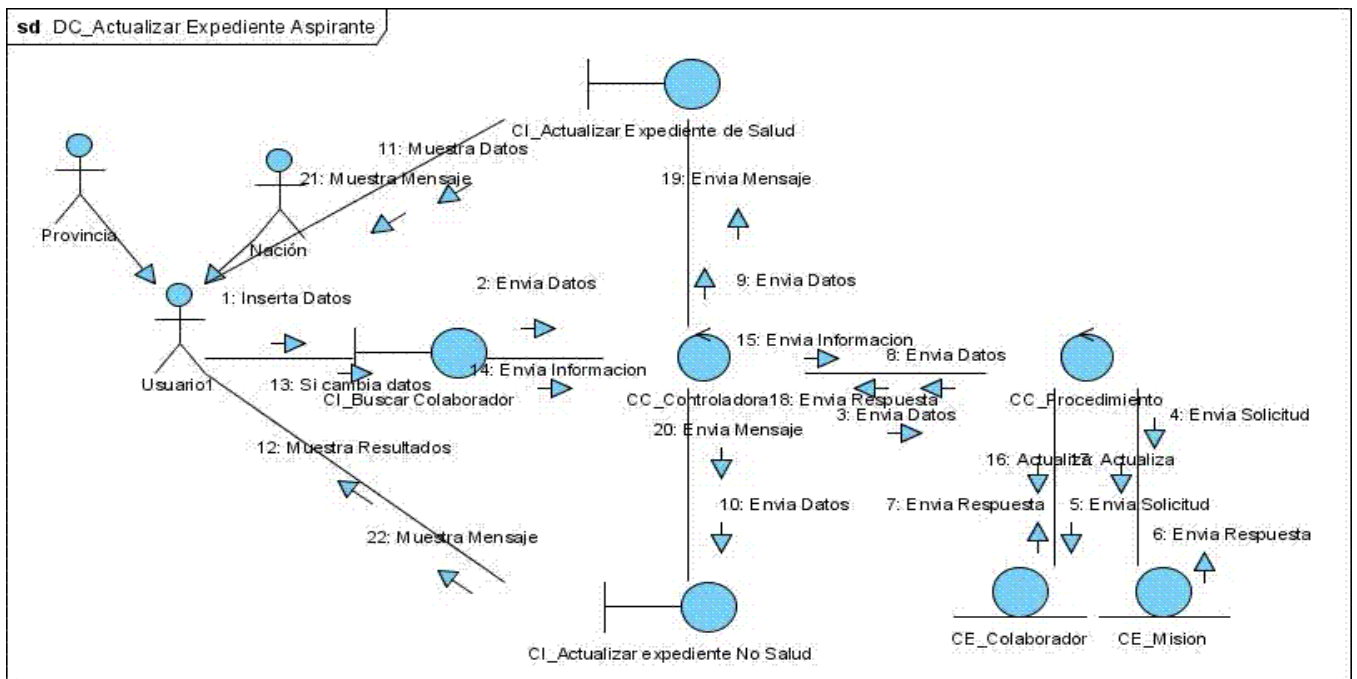 sd DC_Actualizar Expediente Aspirante
CI_Actualizar Expediente de Salud
11: Muestra Datos
21: Muestra Mensaje
19: Envia Mensaje
Provincia
Nación
1: Inserta Datos
2: Envia Datos
9: Envia Datos
15: Envia Informacion
8: Envia Datos
Usuario1
13: Si cambia datos
14: Envia Informacion
CI_Buscar Colaborador
CC_Controladora
18: Envia Respuesta
CC_Procedimiento
3: Envia Datos
4: Envia Solicitud
20: Envia Mensaje
12: Muestra Resultados
16: Actualiza
17: Actualiza
10: Envia Datos
7: Envia Respuesta
5: Envia Solicitud
22: Muestra Mensaje
6: Envia Respuesta
CE_Colaborador
CE_Mision
CI_Actualizar expediente No Salud